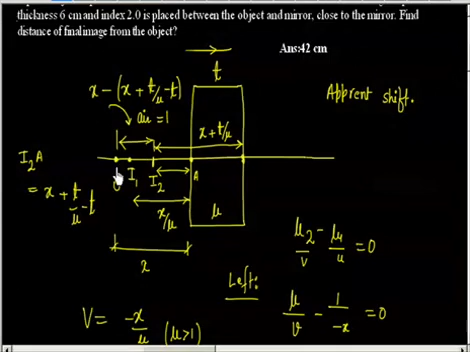 thickness 6 cm and index 2.0 is placed between the object and mirror, close to the mirror. Find
distance of final image from the object?
Ans:42 cm
t
x - (x + t/μ - t)
Apprent shift.
air = 1
x + t/μ
I₂A
= x + t/μ - t
O I₁ I₂ A
x/μ
μ
x
μ₂/v - μ₁/u = 0
Left:
V = -x/μ (μ>1)
μ/v - 1/-x = 0